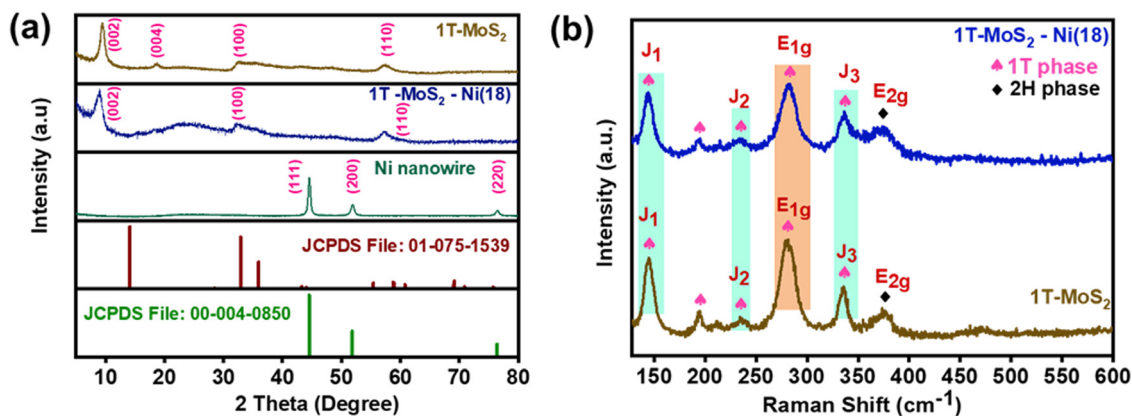 (a)
1T-MoS2
(002)
(004)
(100)
(110)
1T -MoS2 - Ni(18)
(002)
(100)
(110)
Ni nanowire
(111)
(200)
(220)
JCPDS File: 01-075-1539
JCPDS File: 00-004-0850
Intensity (a.u)
10 20 30 40 50 60 70 80
2 Theta (Degree)
(b)
1T-MoS2 - Ni(18)
1T phase
2H phase
J1
J2
E1g
J3
E2g
J1
J2
E1g
J3
E2g
1T-MoS2
Intensity (a.u.)
150 200 250 300 350 400 450 500 550 600
Raman Shift (cm-1)